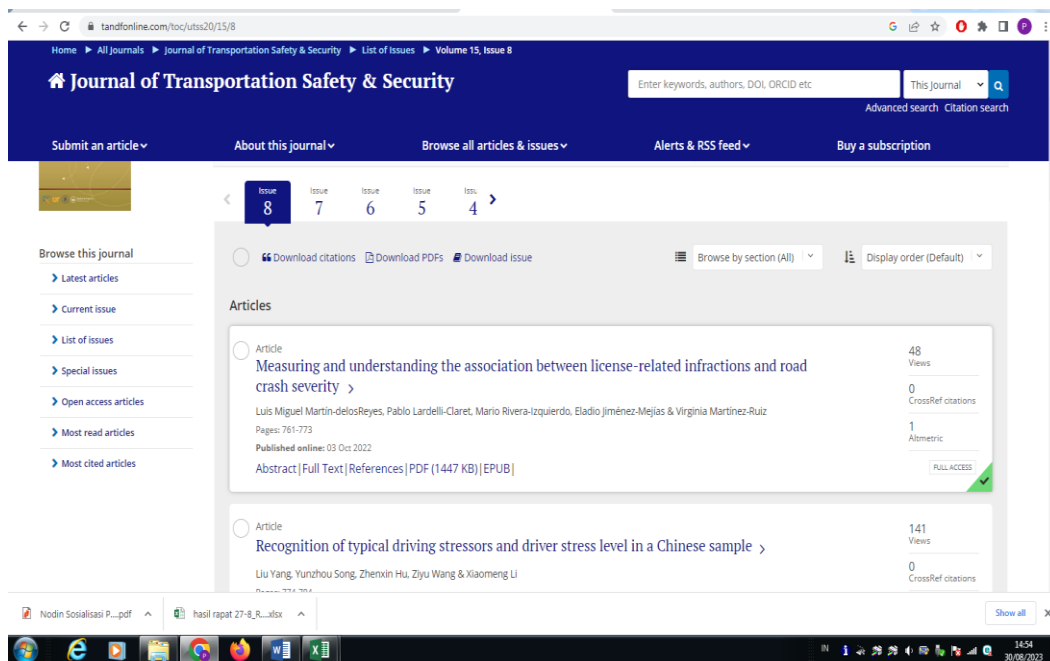 tandfonline.com/toc/utss20/15/8
Home ▶ All Journals ▶ Journal of Transportation Safety & Security ▶ List of Issues ▶ Volume 15, Issue 8
Journal of Transportation Safety & Security
Enter keywords, authors, DOI, ORCID etc
This Journal
Advanced search Citation search
Submit an article About this journal Browse all articles & issues Alerts & RSS feed Buy a subscription
Issue Issue Issue Issue
8 7 6 5 4
Browse this journal
Latest articles
Current issue
List of issues
Special issues
Open access articles
Most read articles
Most cited articles
Download citations Download PDFs Download issue
Browse by section (All)
Display order (Default)
Articles
Article
Measuring and understanding the association between license-related infractions and road
crash severity
Luis Miguel Martín-delosReyes, Pablo Lardelli-Claret, Mario Rivera-Izquierdo, Eladio Jiménez-Mejías & Virginia Martínez-Ruiz
Pages: 761-773
Published online: 03 Oct 2022
Abstract|Full Text|References|PDF (1447 KB)|EPUB|
48
Views
0
CrossRef citations
1
Altmetric
FULL ACCESS
Article
Recognition of typical driving stressors and driver stress level in a Chinese sample
Liu Yang, Yunzhou Song, Zhenxin Hu, Ziyu Wang & Xiaomeng Li
141
Views
0
CrossRef citations
Nodin Sosialisasi P....pdf
hasil rapat 27-8_R....xlsx
Show all
IN
14:54
30/08/2023